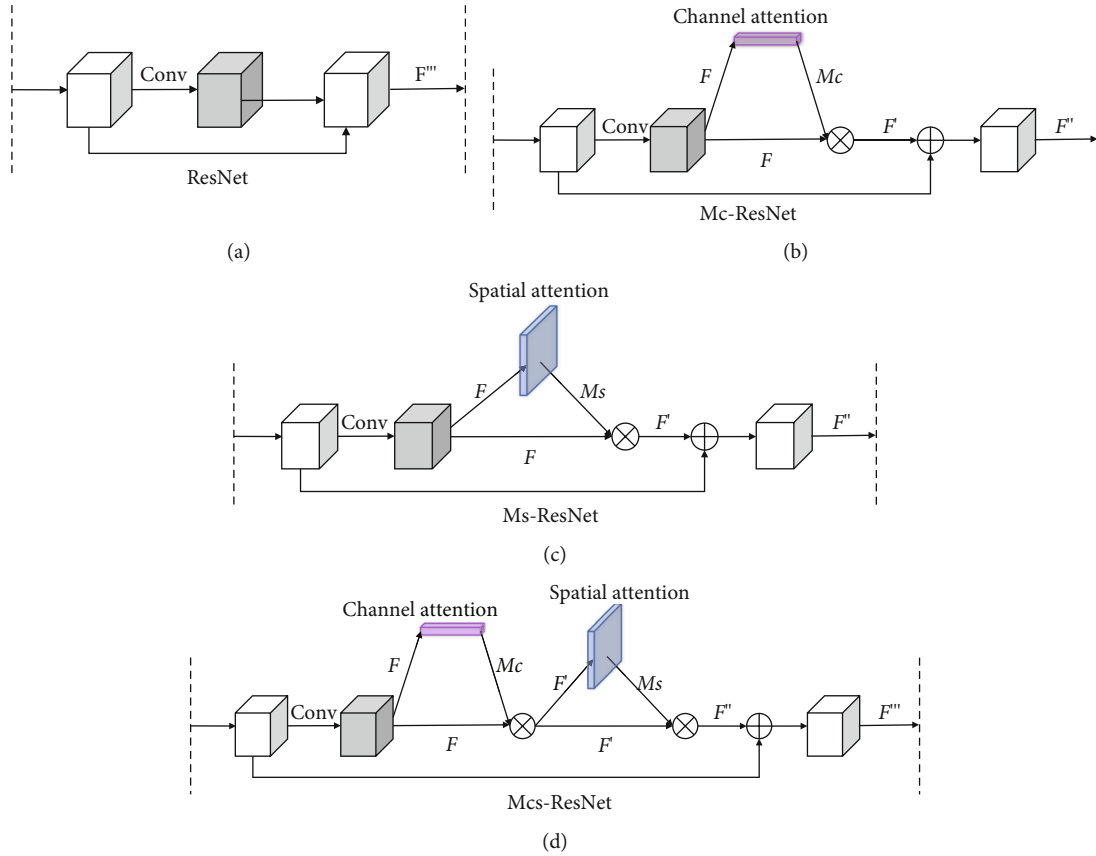 Conv
F'''
ResNet
(a)
Channel attention
F
Mc
Conv
F
F'
F''
Mc-ResNet
(b)
Spatial attention
F
Ms
Conv
F
F'
F''
Ms-ResNet
(c)
Channel attention
Spatial attention
F
Mc
F'
Ms
Conv
F
F'
F''
F'''
Mcs-ResNet
(d)